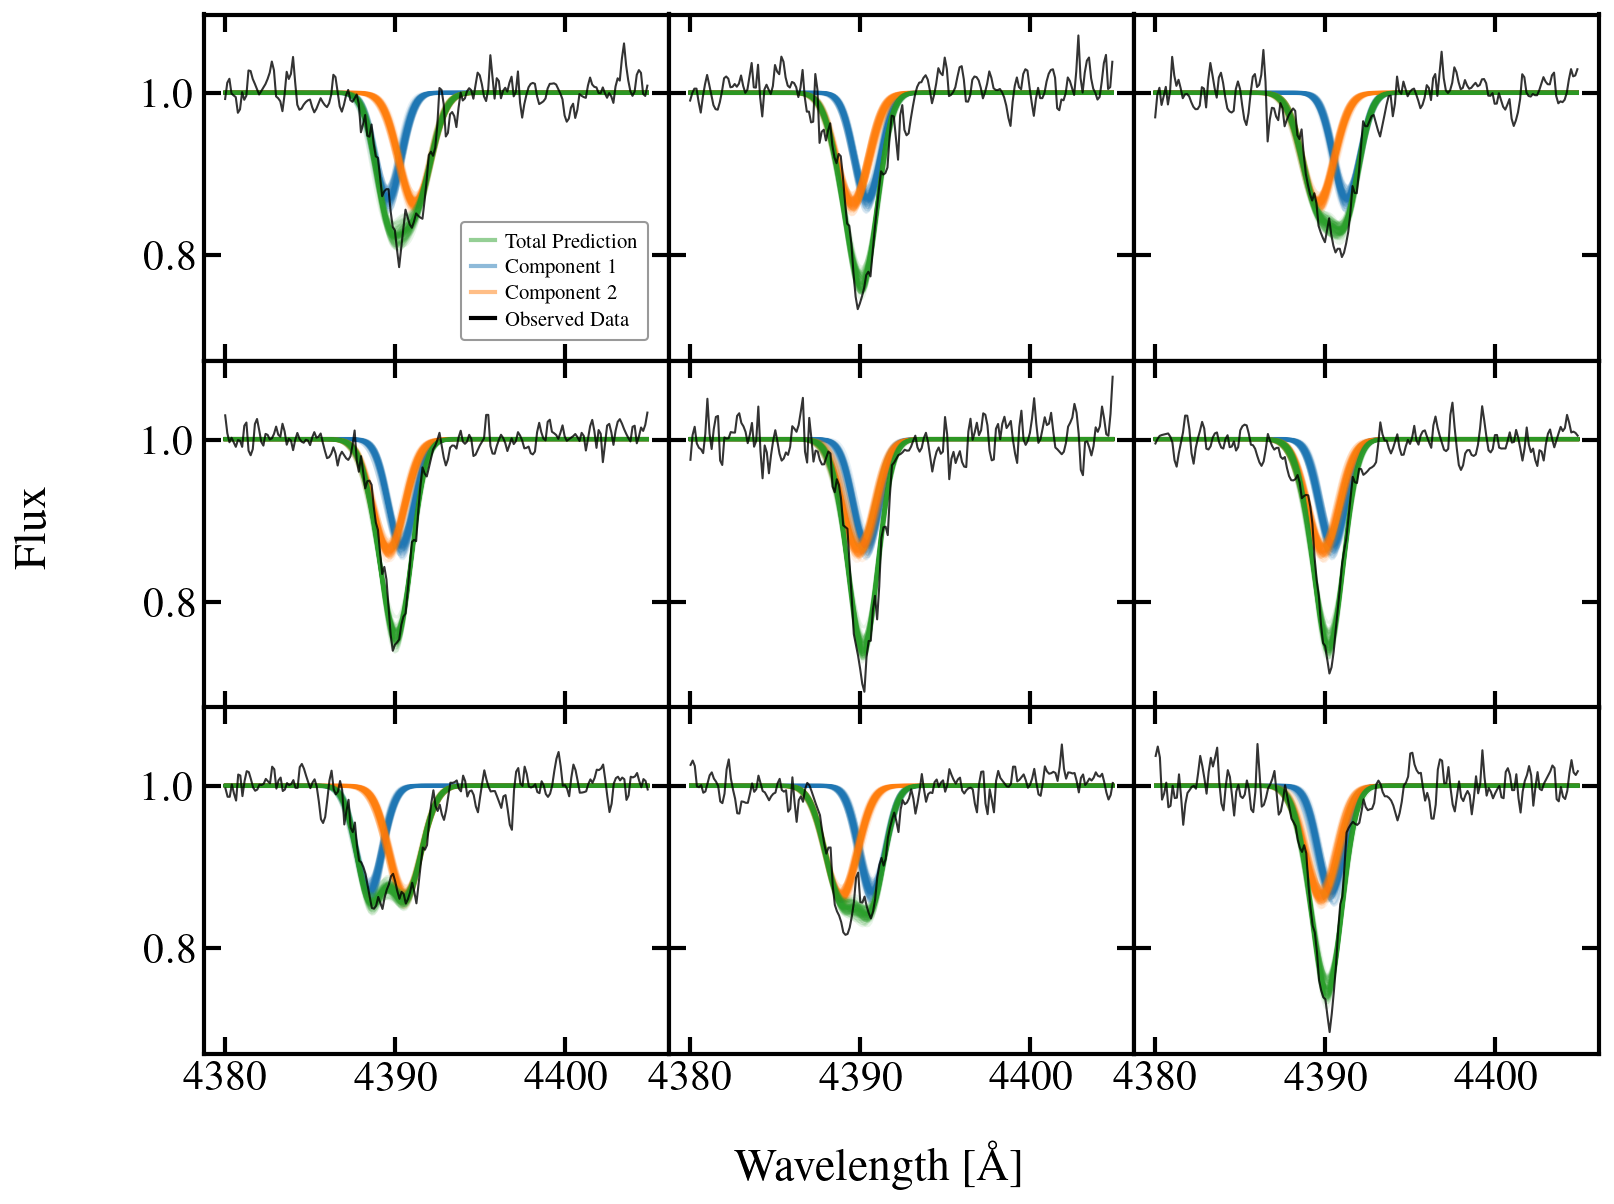 1.0
0.8
Total Prediction
Component 1
Component 2
Observed Data
1.0
0.8
Flux
1.0
0.8
4380 4390 4400 4380 4390 4400 4380 4390 4400
Wavelength [Å]